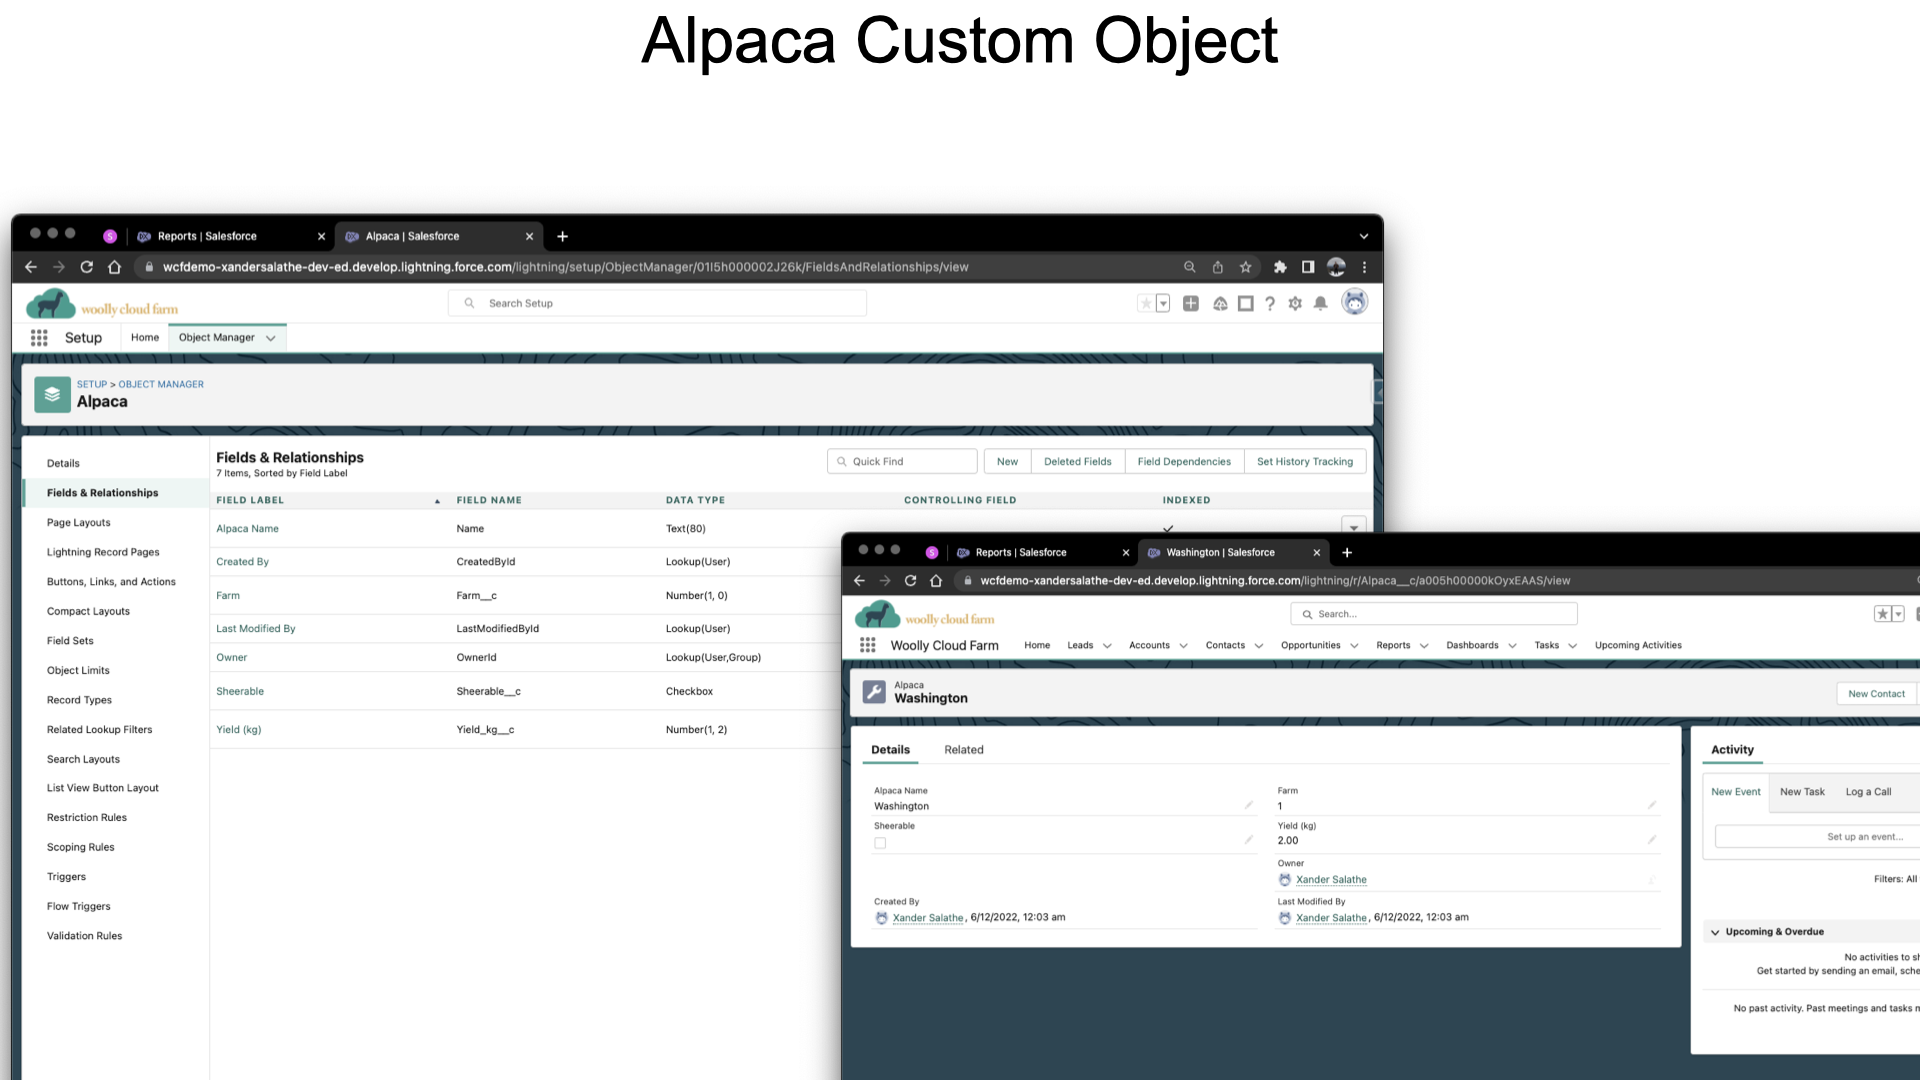 Alpaca Custom Object
S
Reports | Salesforce
Alpaca | Salesforce
wcfdemo-xandersalathe-dev-ed.develop.lightning.force.com/lightning/setup/ObjectManager/01I5h000002J26k/FieldsAndRelationships/view
woolly cloud farm
Search Setup
Setup
Home
Object Manager
SETUP > OBJECT MANAGER
Alpaca
Details
Fields & Relationships
Page Layouts
Lightning Record Pages
Buttons, Links, and Actions
Compact Layouts
Field Sets
Object Limits
Record Types
Related Lookup Filters
Search Layouts
List View Button Layout
Restriction Rules
Scoping Rules
Triggers
Flow Triggers
Validation Rules
Fields & Relationships
7 Items, Sorted by Field Label
Quick Find
New
Deleted Fields
Field Dependencies
Set History Tracking
FIELD LABEL FIELD NAME DATA TYPE CONTROLLING FIELD INDEXED
Alpaca Name Name Text(80)
Created By CreatedById Lookup(User)
Farm Farm__c Number(1, 0)
Last Modified By LastModifiedById Lookup(User)
Owner OwnerId Lookup(User,Group)
Sheerable Sheerable__c Checkbox
Yield (kg) Yield_kg__c Number(1, 2)
S
Reports | Salesforce
Washington | Salesforce
wcfdemo-xandersalathe-dev-ed.develop.lightning.force.com/lightning/r/Alpaca__c/a005h00000kOyxEAAS/view
woolly cloud farm
Search...
Woolly Cloud Farm
Home
Leads
Accounts
Contacts
Opportunities
Reports
Dashboards
Tasks
Upcoming Activities
Alpaca
Washington
New Contact
Details
Related
Alpaca Name
Washington
Farm
1
Sheerable
Yield (kg)
2.00
Owner
Xander Salathe
Created By
Xander Salathe, 6/12/2022, 12:03 am
Last Modified By
Xander Salathe, 6/12/2022, 12:03 am
Activity
New Event
New Task
Log a Call
Set up an event...
Filters: All
Upcoming & Overdue
No activities to sh
Get started by sending an email, sche
No past activity. Past meetings and tasks